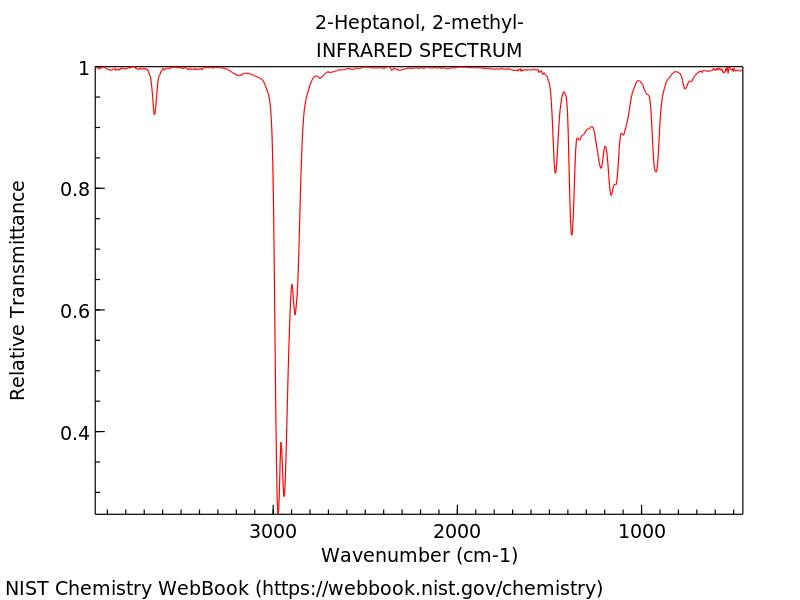 2-Heptanol, 2-methyl-
INFRARED SPECTRUM
1
0.8
0.6
0.4
Relative Transmittance
3000 2000 1000
Wavenumber (cm-1)
NIST Chemistry WebBook (https://webbook.nist.gov/chemistry)